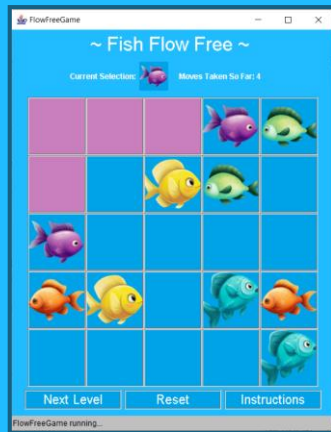 FlowFreeGame
~ Fish Flow Free ~
Current Selection: Moves Taken So Far: 4
Next Level Reset Instructions
FlowFreeGame running...